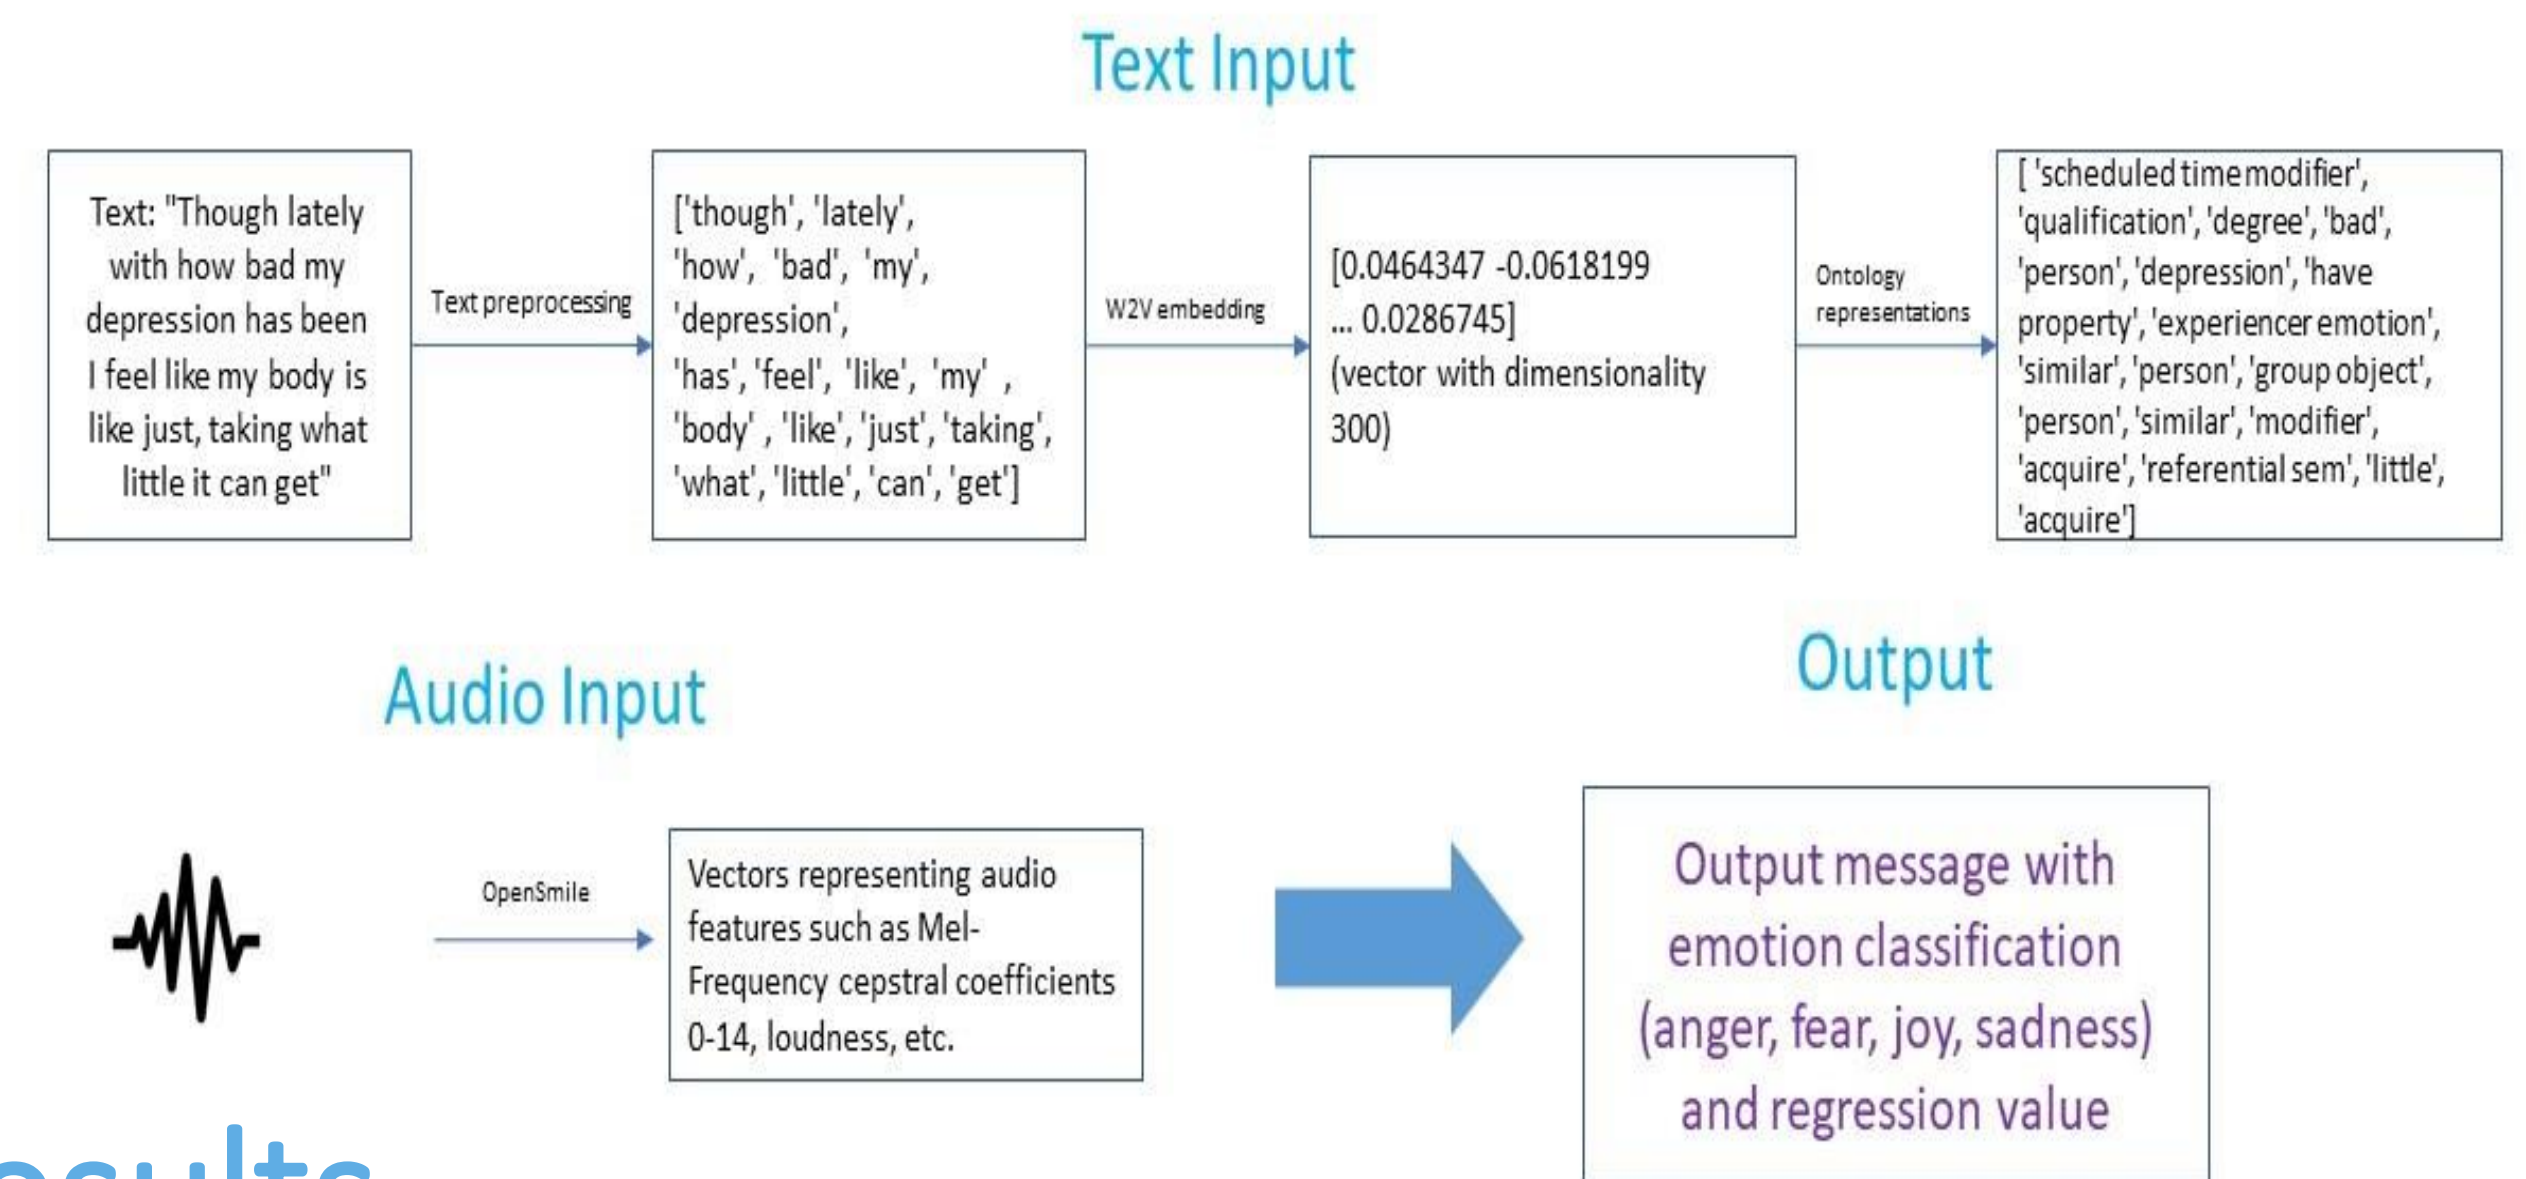 Text Input
Text: "Though lately
with how bad my
depression has been
I feel like my body is
like just, taking what
little it can get"
Text preprocessing
['though', 'lately',
'how', 'bad', 'my',
'depression',
'has', 'feel', 'like', 'my' ,
'body' , 'like', 'just', 'taking',
'what', 'little', 'can', 'get']
W2V embedding
[0.0464347 -0.0618199
... 0.0286745]
(vector with dimensionality
300)
Ontology
representations
[ 'scheduled time modifier',
'qualification', 'degree', 'bad',
'person', 'depression', 'have
property', 'experiencer emotion',
'similar', 'person', 'group object',
'person', 'similar', 'modifier',
'acquire', 'referential sem', 'little',
'acquire']
Audio Input
OpenSmile
Vectors representing audio
features such as Mel-
Frequency cepstral coefficients
0-14, loudness, etc.
Output
Output message with
emotion classification
(anger, fear, joy, sadness)
and regression value